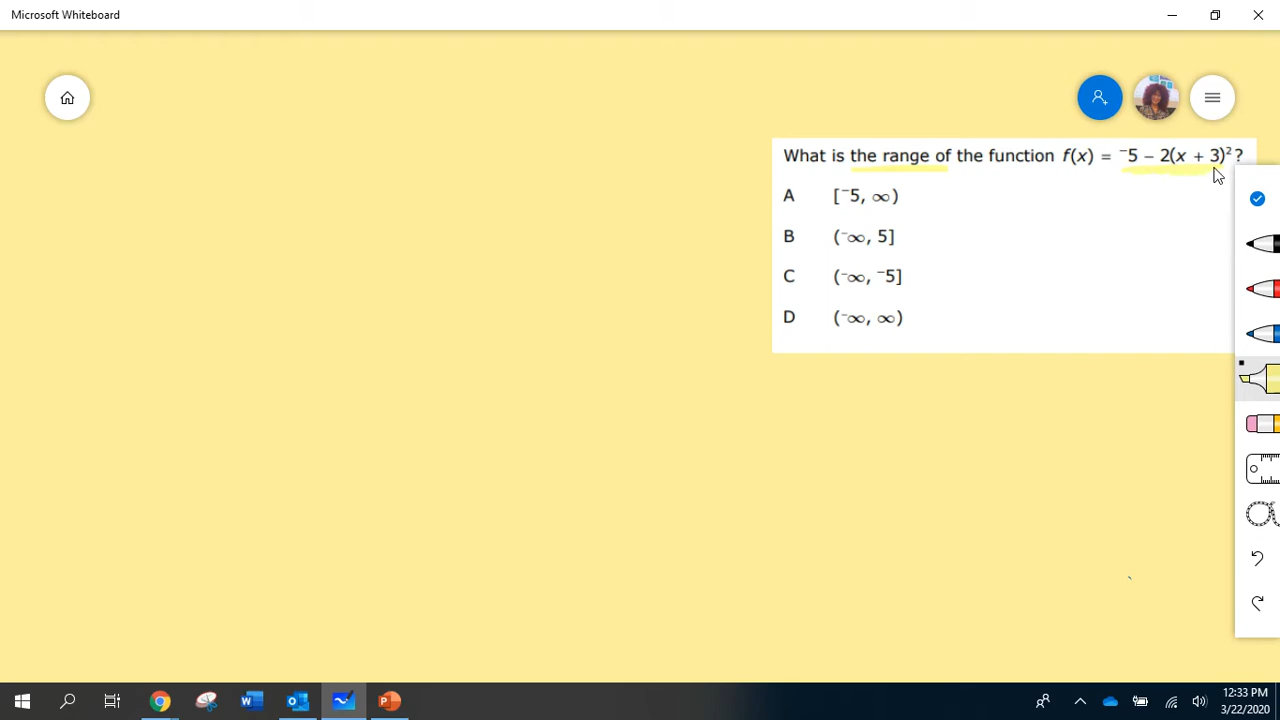 Microsoft Whiteboard
What is the range of the function f(x) = ⁻5 − 2(x + 3)²?
A [⁻5, ∞)
B (⁻∞, 5]
C (⁻∞, ⁻5]
D (⁻∞, ∞)
12:33 PM
3/22/2020